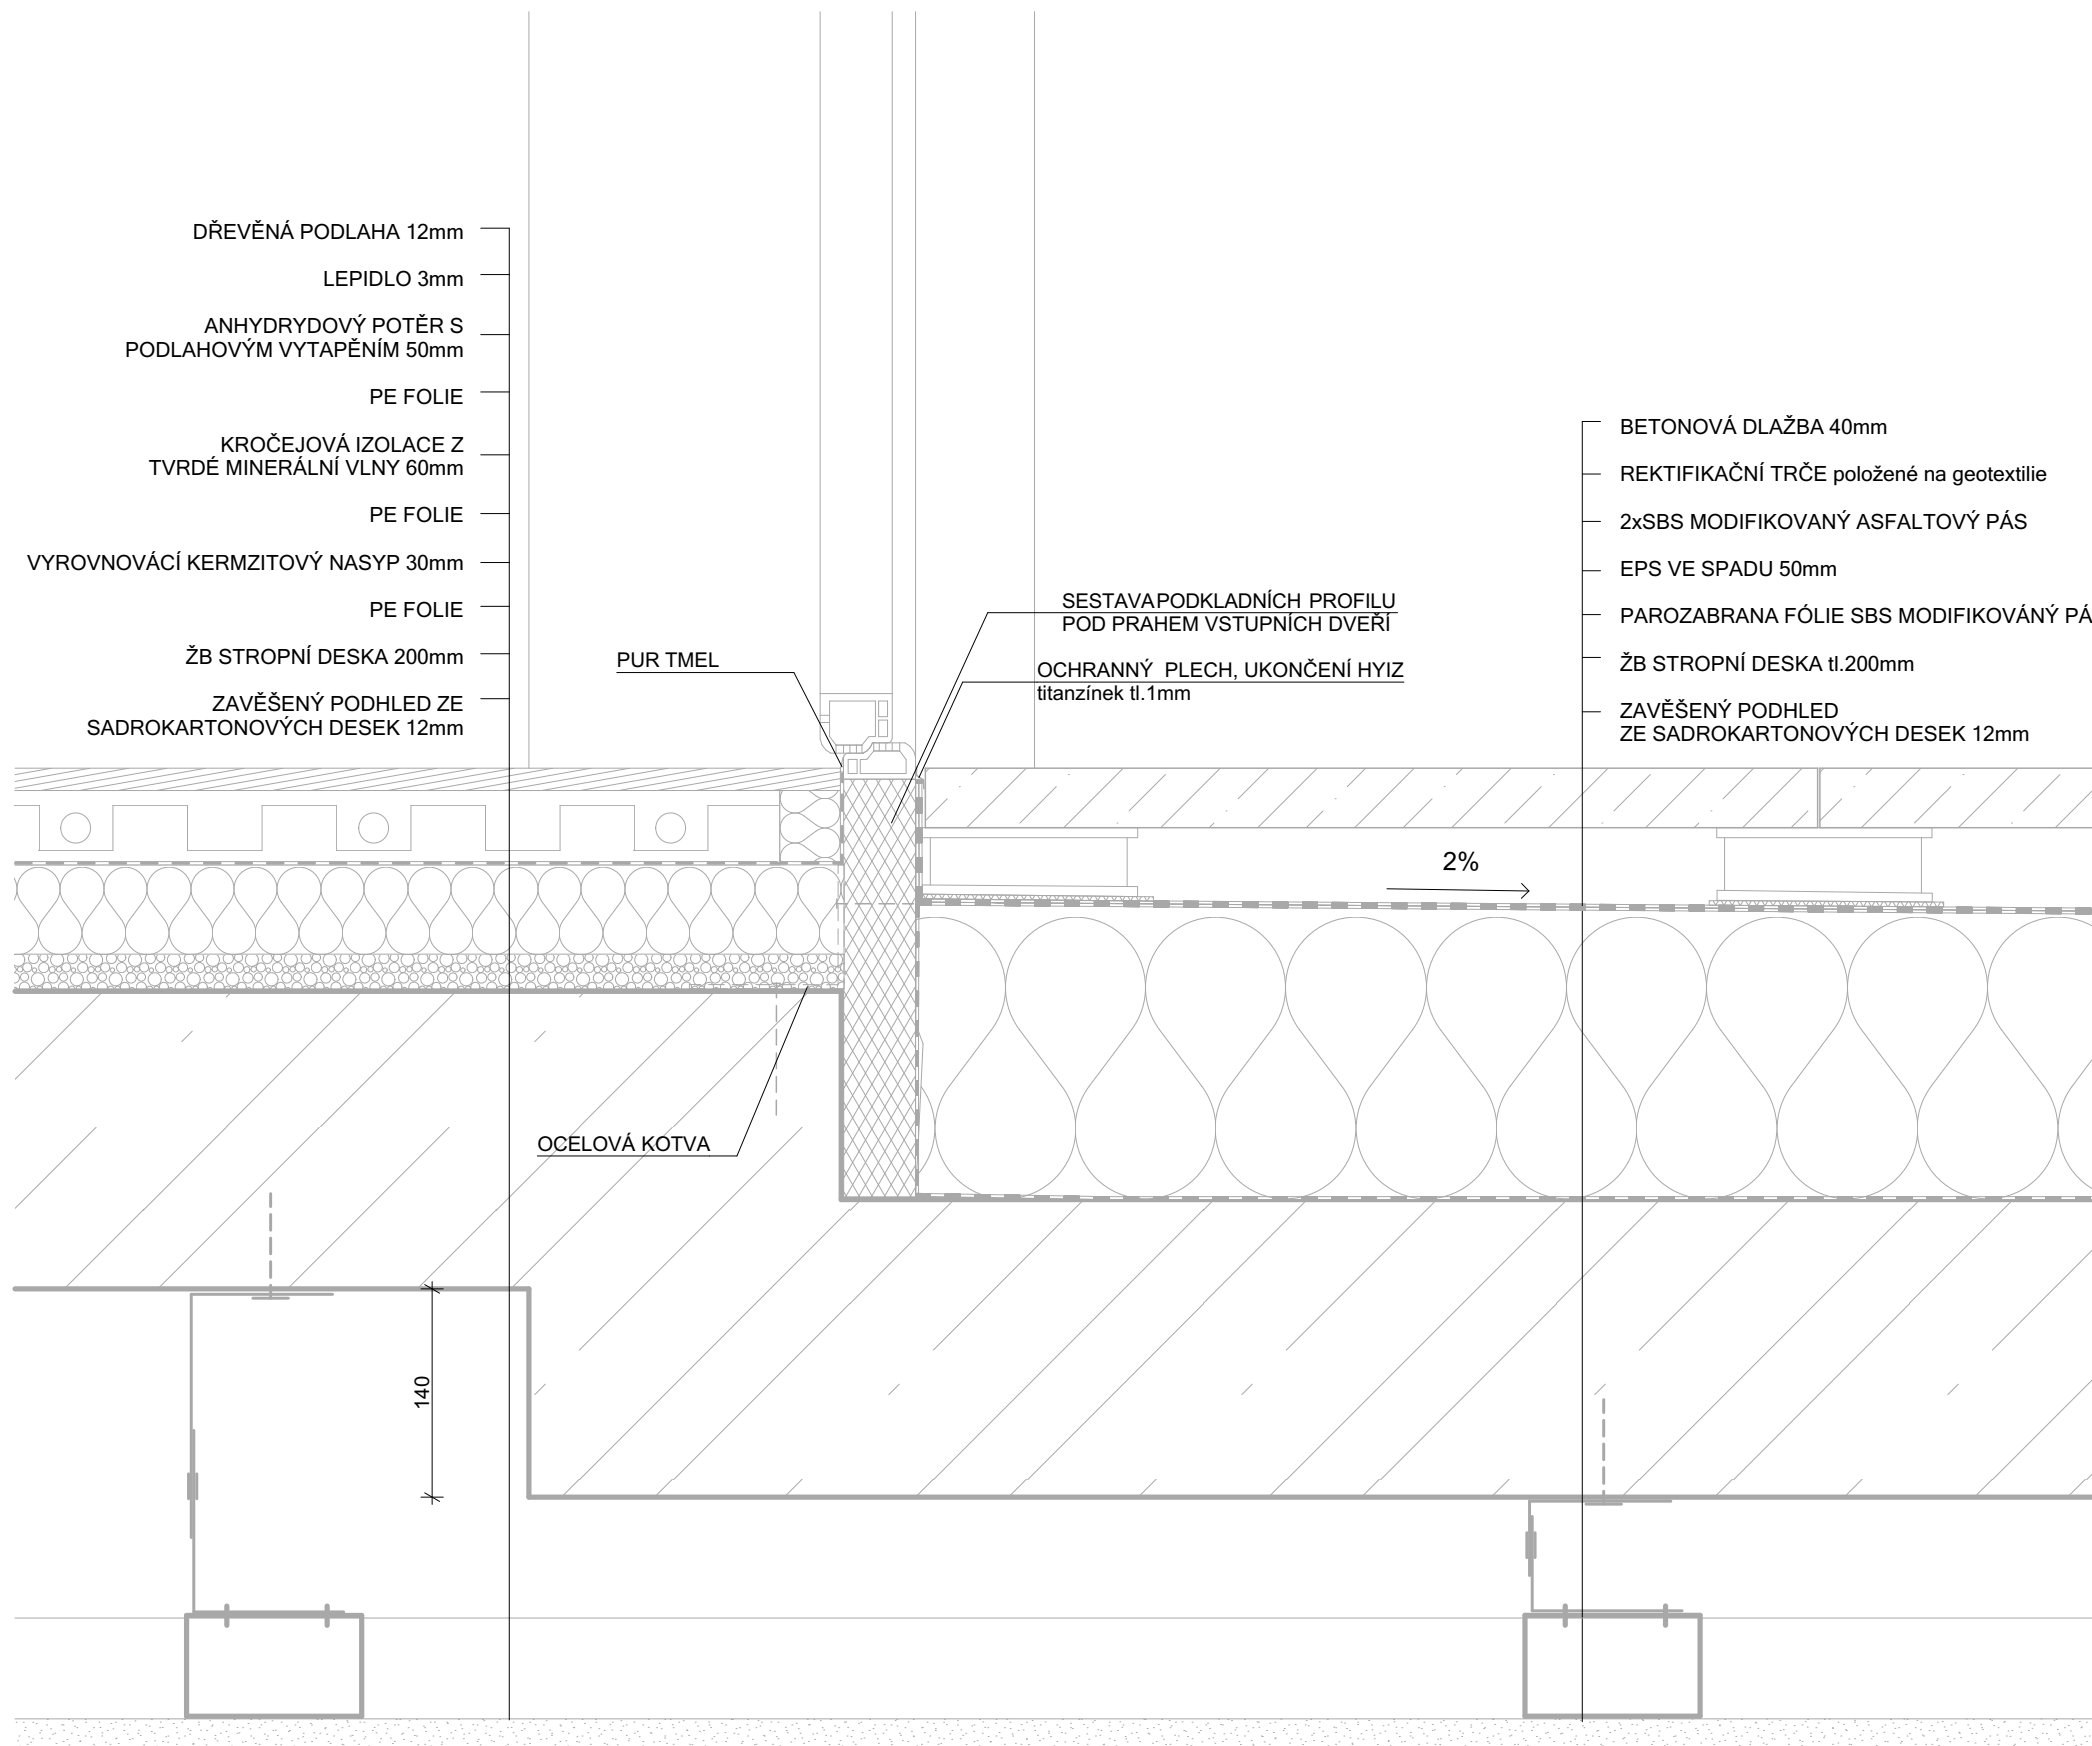 DŘEVĚNÁ PODLAHA 12mm
LEPIDLO 3mm
ANHYDRYDOVÝ POTĚR S
PODLAHOVÝM VYTAPĚNÍM 50mm
PE FOLIE
KROČEJOVÁ IZOLACE Z
TVRDÉ MINERÁLNÍ VLNY 60mm
PE FOLIE
VYROVNOVÁCÍ KERMZITOVÝ NASYP 30mm
PE FOLIE
ŽB STROPNÍ DESKA 200mm
ZAVĚŠENÝ PODHLED ZE
SADROKARTONOVÝCH DESEK 12mm
PUR TMEL
SESTAVA PODKLADNÍCH PROFILU
POD PRAHEM VSTUPNÍCH DVEŘÍ
OCHRANNÝ PLECH, UKONČENÍ HYIZ
titanzínek tl.1mm
BETONOVÁ DLAŽBA 40mm
REKTIFIKAČNÍ TRČE položené na geotextilie
2xSBS MODIFIKOVANÝ ASFALTOVÝ PÁS
EPS VE SPADU 50mm
PAROZABRANA FÓLIE SBS MODIFIKOVÁNÝ PÁ
ŽB STROPNÍ DESKA tl.200mm
ZAVĚŠENÝ PODHLED
ZE SADROKARTONOVÝCH DESEK 12mm
2%
OCELOVÁ KOTVA
140